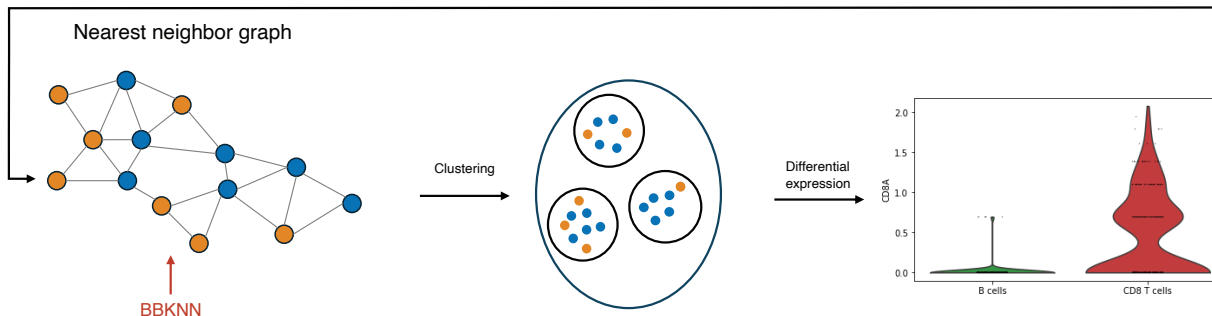 Nearest neighbor graph
BBKNN
Clustering
Differential
expression
CD8A
2.0
1.5
1.0
0.5
0.0
B cells
CD8 T cells